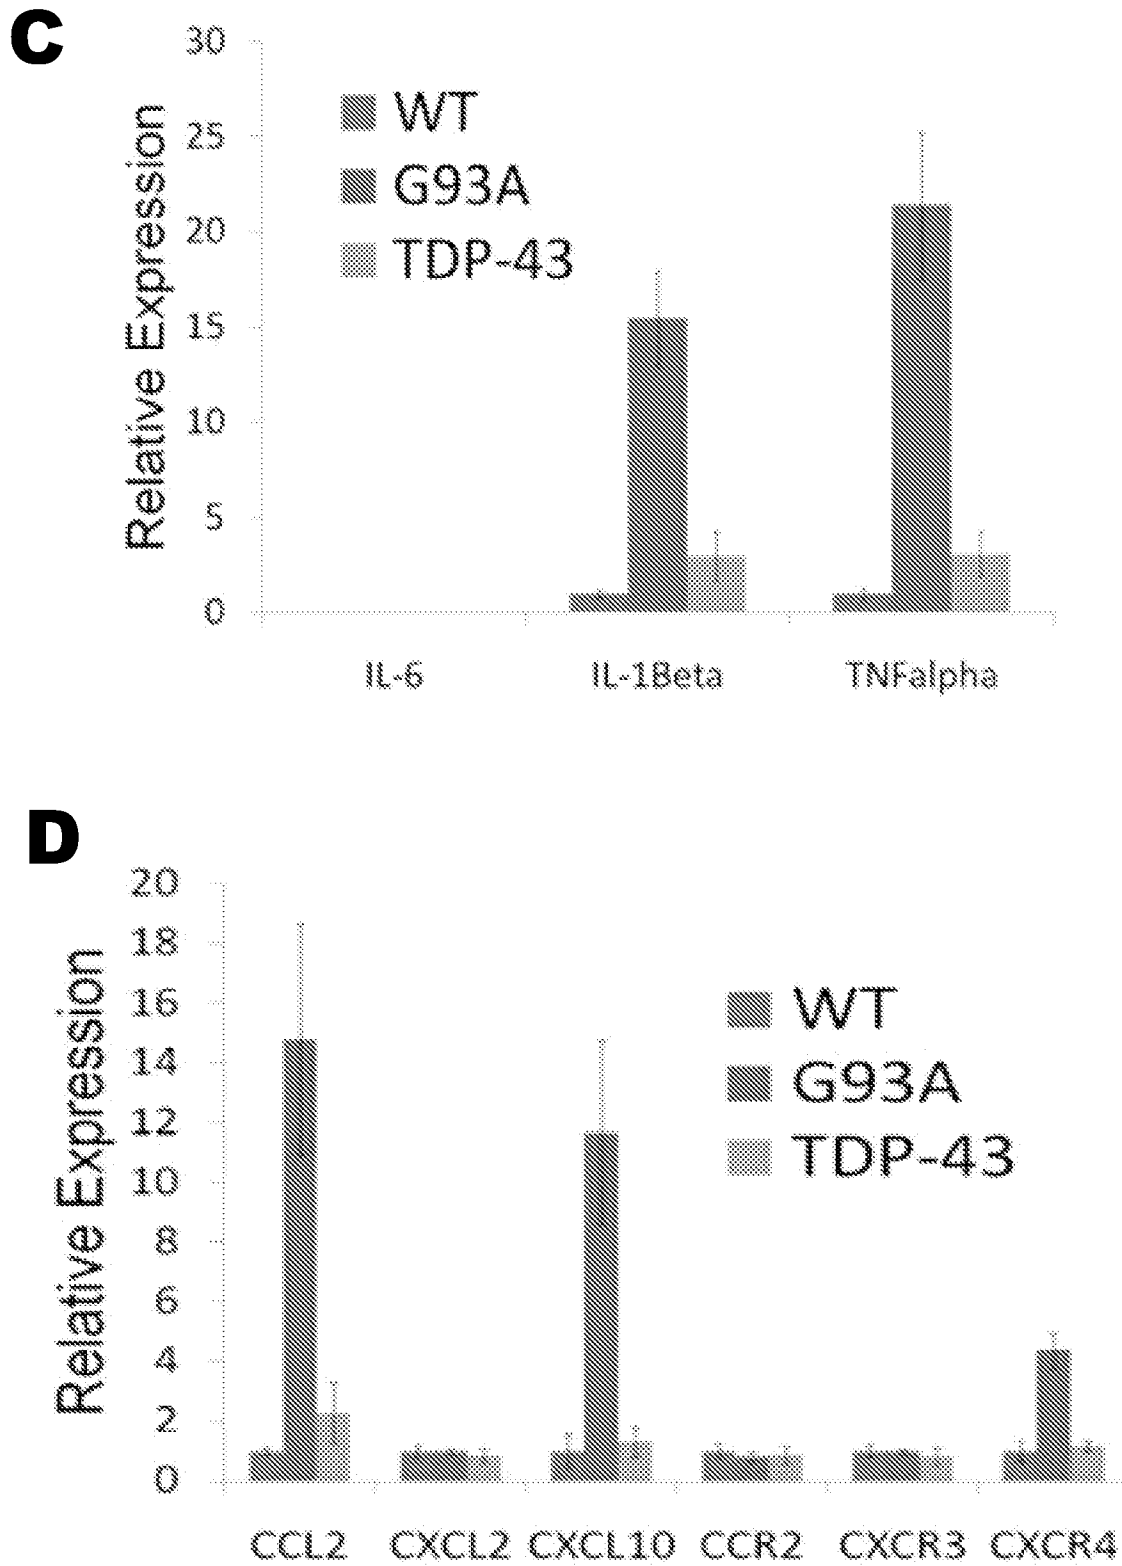 C
30
25
20
15
10
5
0
Relative Expression
WT
G93A
TDP-43
IL-6 IL-1Beta TNFalpha
D
20
18
16
14
12
10
8
6
4
2
0
Relative Expression
WT
G93A
TDP-43
CCL2 CXCL2 CXCL10 CCR2 CXCR3 CXCR4